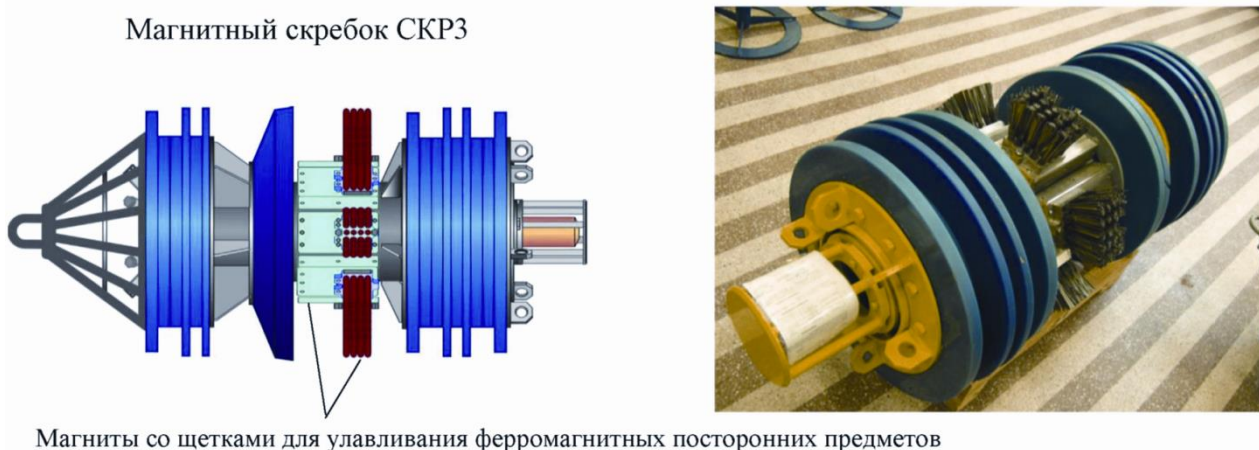 Магнитный скребок СКР3
Магниты со щетками для улавливания ферромагнитных посторонних предметов